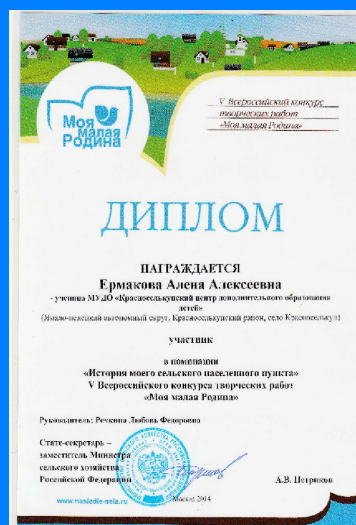 V Всероссийский конкурс
творческих работ
«Моя малая Родина»
Моя
малая
Родина
ДИПЛОМ
НАГРАЖДАЕТСЯ
Ермакова Алена Алексеевна
- ученица МУ ДО «Красноселькупский центр дополнительного образования
детей»
(Ямало-ненецкий автономный округ, Красноселькупский район, село Красноселькуп)
участник
в номинации
«История моего сельского населенного пункта»
V Всероссийского конкурса творческих работ
«Моя малая Родина»
Руководитель: Речкина Любовь Федоровна
Статс-секретарь –
заместитель Министра
сельского хозяйства
Российской Федерации
А.В. Петриков
www.nasledie-sela.ru
Москва 2014